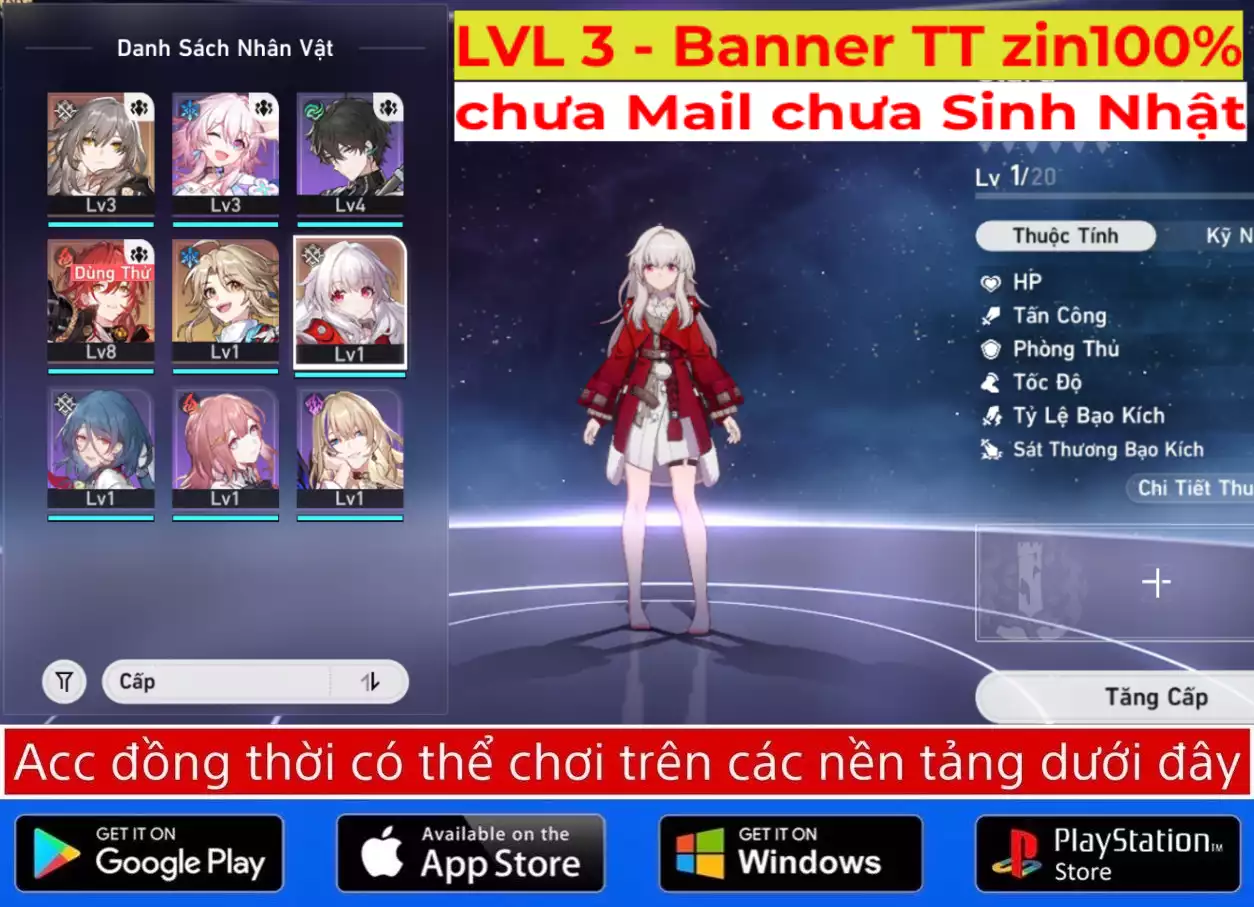 Danh Sách Nhân Vật
LVL 3 - Banner TT zin100%
chưa Mail chưa Sinh Nhật
Lv3
Lv3
Lv4
Dùng Thử
Lv8
Lv1
Lv1
Lv1
Lv1
Lv1
Cấp
Lv 1/20
Thuộc Tính
Kỹ N
HP
Tấn Công
Phòng Thủ
Tốc Độ
Tỷ Lệ Bạo Kích
Sát Thương Bạo Kích
Chi Tiết Thu
Tăng Cấp
Acc đồng thời có thể chơi trên các nền tảng dưới đây
GET IT ON
Google Play
Available on the
App Store
GET IT ON
Windows
PlayStation™
Store